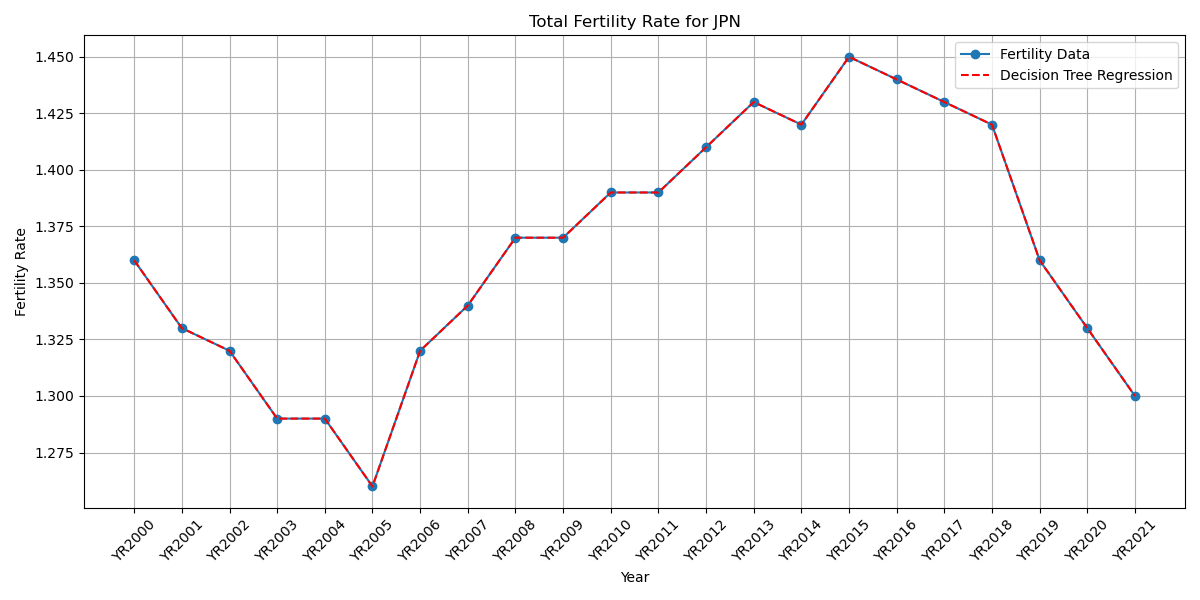 Total Fertility Rate for JPN
Fertility Data
Decision Tree Regression
Fertility Rate
1.450
1.425
1.400
1.375
1.350
1.325
1.300
1.275
YR2000
YR2001
YR2002
YR2003
YR2004
YR2005
YR2006
YR2007
YR2008
YR2009
YR2010
YR2011
YR2012
YR2013
YR2014
YR2015
YR2016
YR2017
YR2018
YR2019
YR2020
YR2021
Year